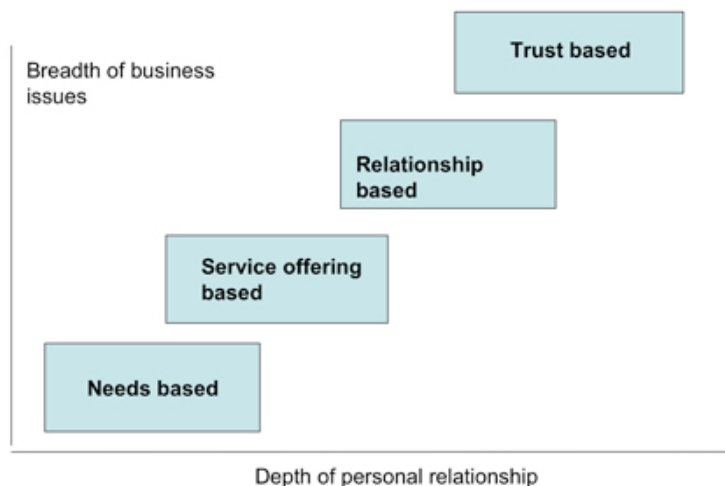 Trust based
Breadth of business
issues
Relationship
based
Service offering
based
Needs based
Depth of personal relationship